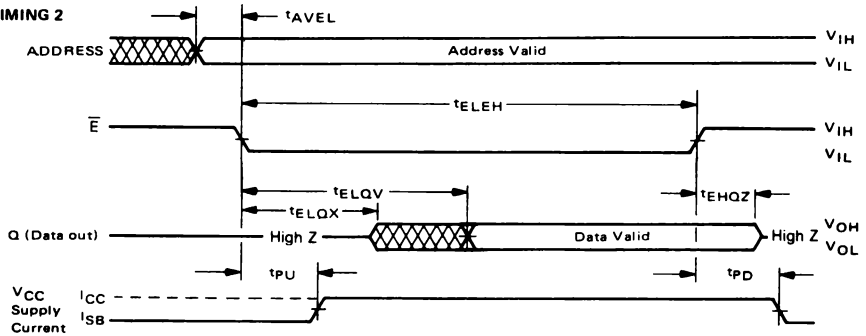 IMING 2
tAVEL
ADDRESS
Address Valid
VIH
VIL
tELEH
E
VIH
VIL
tELQV
tEHQZ
tELQX
Q (Data out)
High Z
Data Valid
High Z
VOH
VOL
tPU
tPD
VCC
Supply
Current
ICC
ISB